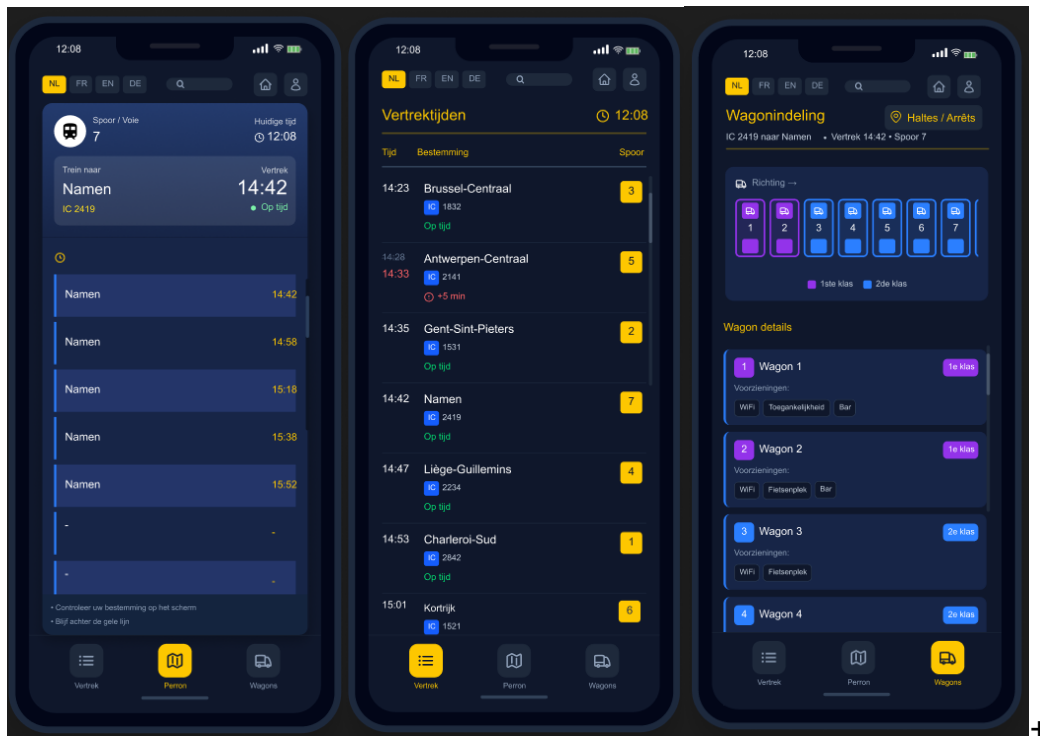 12:08
NL FR EN DE
Spoor / Voie
7
Huidige tijd
12:08
Trein naar
Namen
IC 2419
Vertrek
14:42
• Op tijd
Namen 14:42
Namen 14:58
Namen 15:18
Namen 15:38
Namen 15:52
- -
- -
• Controleer uw bestemming op het scherm
• Blijf achter de gele lijn
Vertrek Perron Wagons
12:08
NL FR EN DE
Vertrektijden 12:08
Tijd Bestemming Spoor
14:23 Brussel-Centraal 3
IC 1832
Op tijd
14:28 Antwerpen-Centraal 5
14:33 IC 2141
+5 min
14:35 Gent-Sint-Pieters 2
IC 1531
Op tijd
14:42 Namen 7
IC 2419
Op tijd
14:47 Liège-Guillemins 4
IC 2234
Op tijd
14:53 Charleroi-Sud 1
IC 2842
Op tijd
15:01 Kortrijk 6
IC 1521
Vertrek Perron Wagons
12:08
NL FR EN DE
Wagonindeling Haltes / Arrêts
IC 2419 naar Namen • Vertrek 14:42 • Spoor 7
Richting →
1 2 3 4 5 6 7
1ste klas 2de klas
Wagon details
1 Wagon 1 1e klas
Voorzieningen:
WiFi Toegankelijkheid Bar
2 Wagon 2 1e klas
Voorzieningen:
WiFi Fietsenplek Bar
3 Wagon 3 2e klas
Voorzieningen:
WiFi Fietsenplek
4 Wagon 4 2e klas
Vertrek Perron Wagons
+